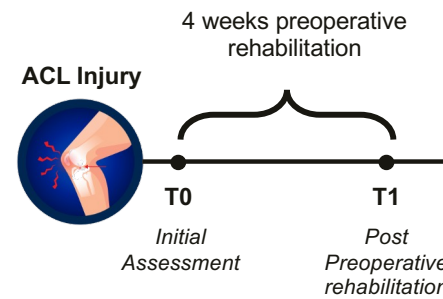 4 weeks preoperative
rehabilitation
ACL Injury
T0
T1
Initial
Assessment
Post
Preoperative
rehabilitation